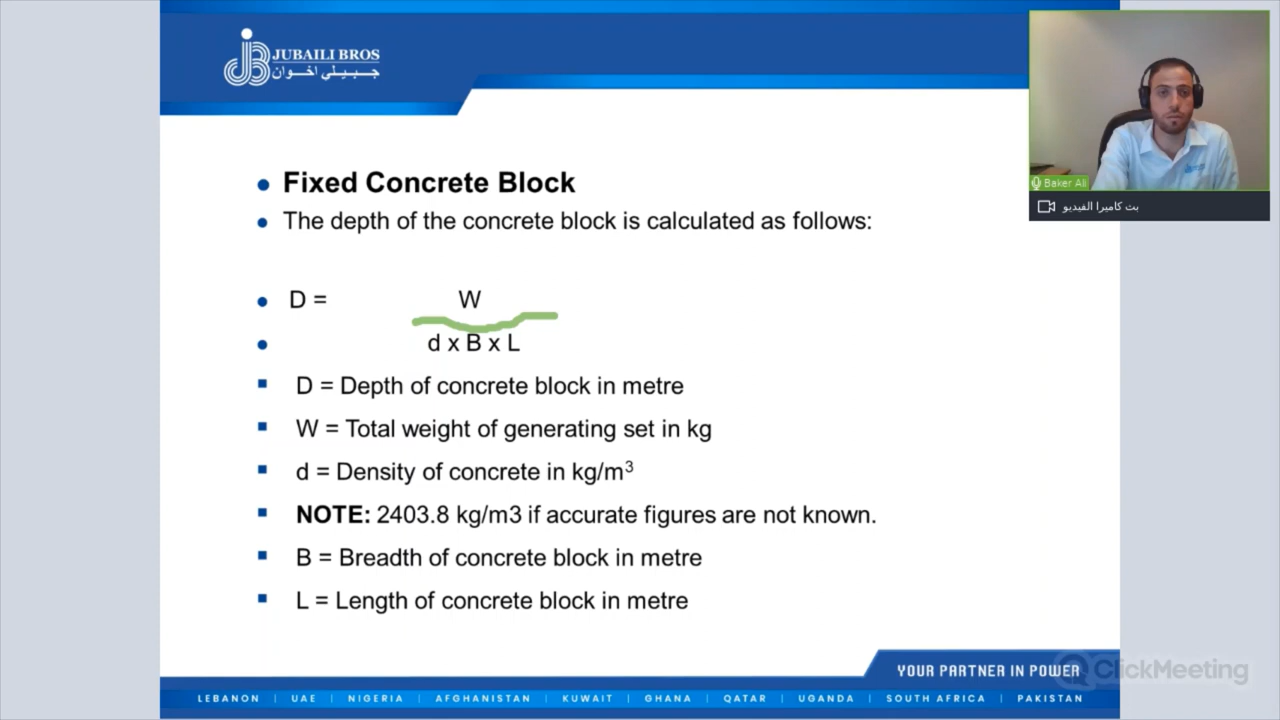 JUBAILI BROS
جبيلي اخوان
Baker Ali
بث كاميرا الفيديو
Fixed Concrete Block
The depth of the concrete block is calculated as follows:
D = W
d x B x L
D = Depth of concrete block in metre
W = Total weight of generating set in kg
d = Density of concrete in kg/m³
NOTE: 2403.8 kg/m3 if accurate figures are not known.
B = Breadth of concrete block in metre
L = Length of concrete block in metre
YOUR PARTNER IN POWER
ClickMeeting
LEBANON | UAE | NIGERIA | AFGHANISTAN | KUWAIT | GHANA | QATAR | UGANDA | SOUTH AFRICA | PAKISTAN